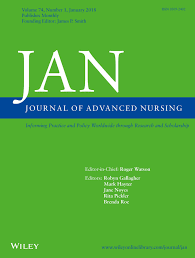 Volume 74, Number 1, January 2018
Publishes Monthly
Founding Editor: James P. Smith
JAN
JOURNAL OF ADVANCED NURSING
Informing Practice and Policy Worldwide through Research and Scholarship
Editor-in-Chief: Roger Watson
Editors: Robyn Gallagher
Mark Hayter
Jane Noyes
Rita Pickler
Brenda Roe
WILEY